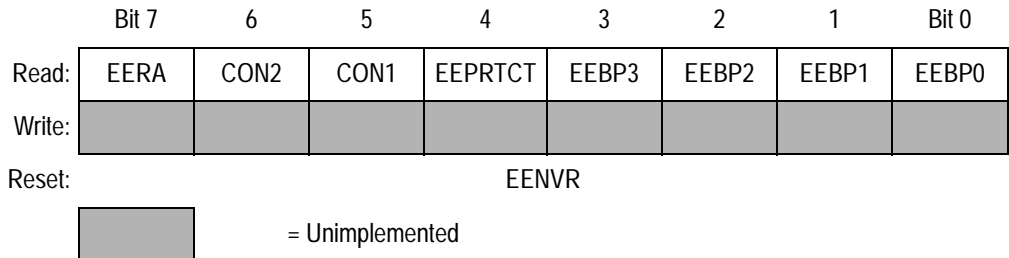 Bit 7 6 5 4 3 2 1 Bit 0
Read: EERA CON2 CON1 EEPRTCT EEBP3 EEBP2 EEBP1 EEBP0
Write:
Reset: EENVR
= Unimplemented